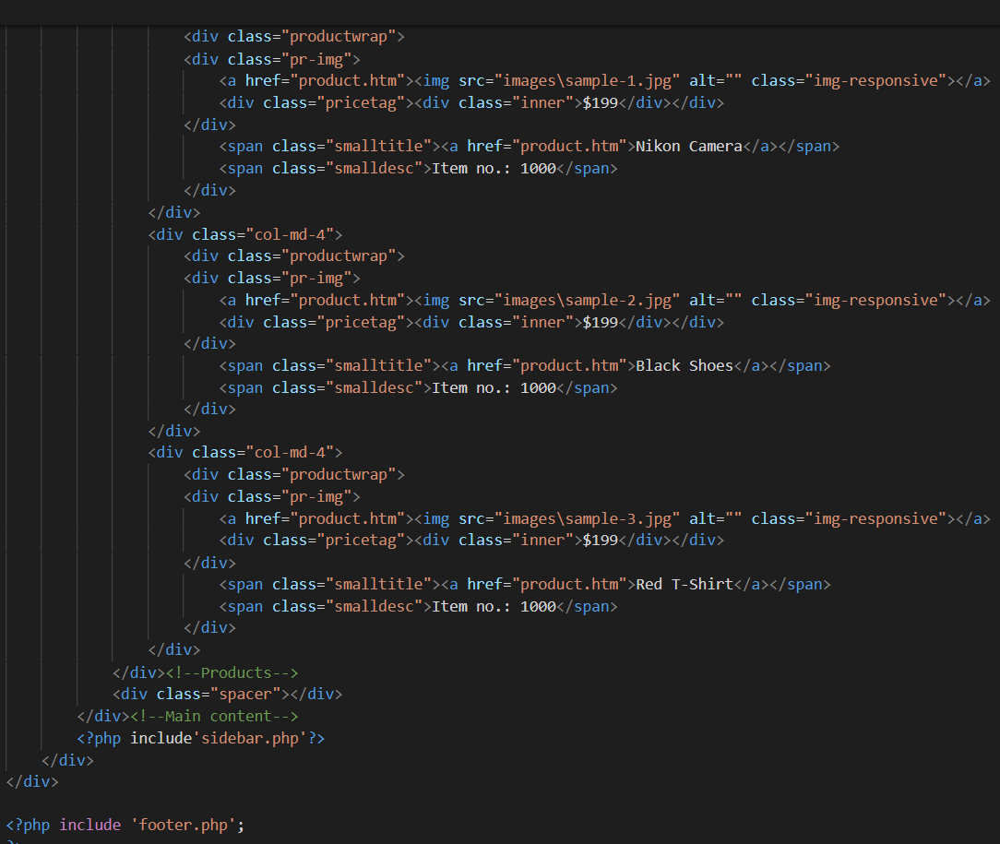 <div class="productwrap">
<div class="pr-img">
<a href="product.htm"><img src="images\sample-1.jpg" alt="" class="img-responsive"></a>
<div class="pricetag"><div class="inner">$199</div></div>
</div>
<span class="smalltitle"><a href="product.htm">Nikon Camera</a></span>
<span class="smalldesc">Item no.: 1000</span>
</div>
</div>
<div class="col-md-4">
<div class="productwrap">
<div class="pr-img">
<a href="product.htm"><img src="images\sample-2.jpg" alt="" class="img-responsive"></a>
<div class="pricetag"><div class="inner">$199</div></div>
</div>
<span class="smalltitle"><a href="product.htm">Black Shoes</a></span>
<span class="smalldesc">Item no.: 1000</span>
</div>
</div>
<div class="col-md-4">
<div class="productwrap">
<div class="pr-img">
<a href="product.htm"><img src="images\sample-3.jpg" alt="" class="img-responsive"></a>
<div class="pricetag"><div class="inner">$199</div></div>
</div>
<span class="smalltitle"><a href="product.htm">Red T-Shirt</a></span>
<span class="smalldesc">Item no.: 1000</span>
</div>
</div>
</div><!--Products-->
<div class="spacer"></div>
</div><!--Main content-->
<?php include'sidebar.php'?>
</div>
</div>
<?php include 'footer.php';